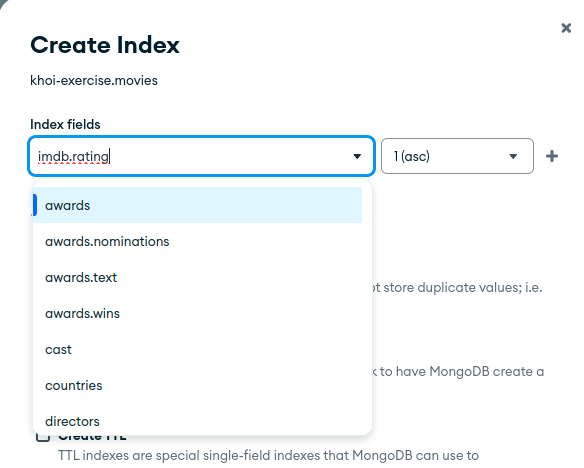 Create Index
khoi-exercise.movies
Index fields
imdb.rating
1 (asc)
awards
awards.nominations
awards.text
store duplicate values; i.e.
awards.wins
cast
to have MongoDB create a
countries
directors
Create TTL
TTL indexes are special single-field indexes that MongoDB can use to